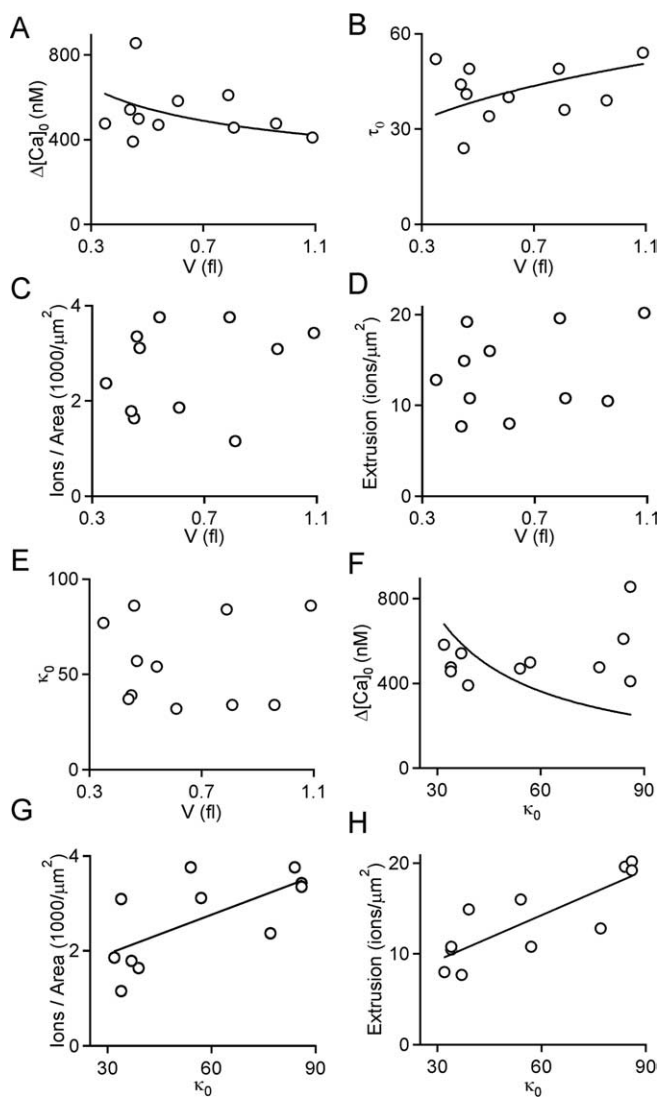 A
B
800
400
0
Δ[Ca]₀ (nM)
0.3 0.7 1.1
V (fl)
60
30
0
τ₀
0.3 0.7 1.1
V (fl)
C
D
4
2
0
Ions / Area (1000/μm²)
0.3 0.7 1.1
V (fl)
20
10
0
Extrusion (ions/μm²)
0.3 0.7 1.1
V (fl)
E
F
100
50
0
κ₀
0.3 0.7 1.1
V (fl)
800
400
0
Δ[Ca]₀ (nM)
30 60 90
κ₀
G
H
4
2
0
Ions / Area (1000/μm²)
30 60 90
κ₀
20
10
0
Extrusion (ions/μm²)
30 60 90
κ₀